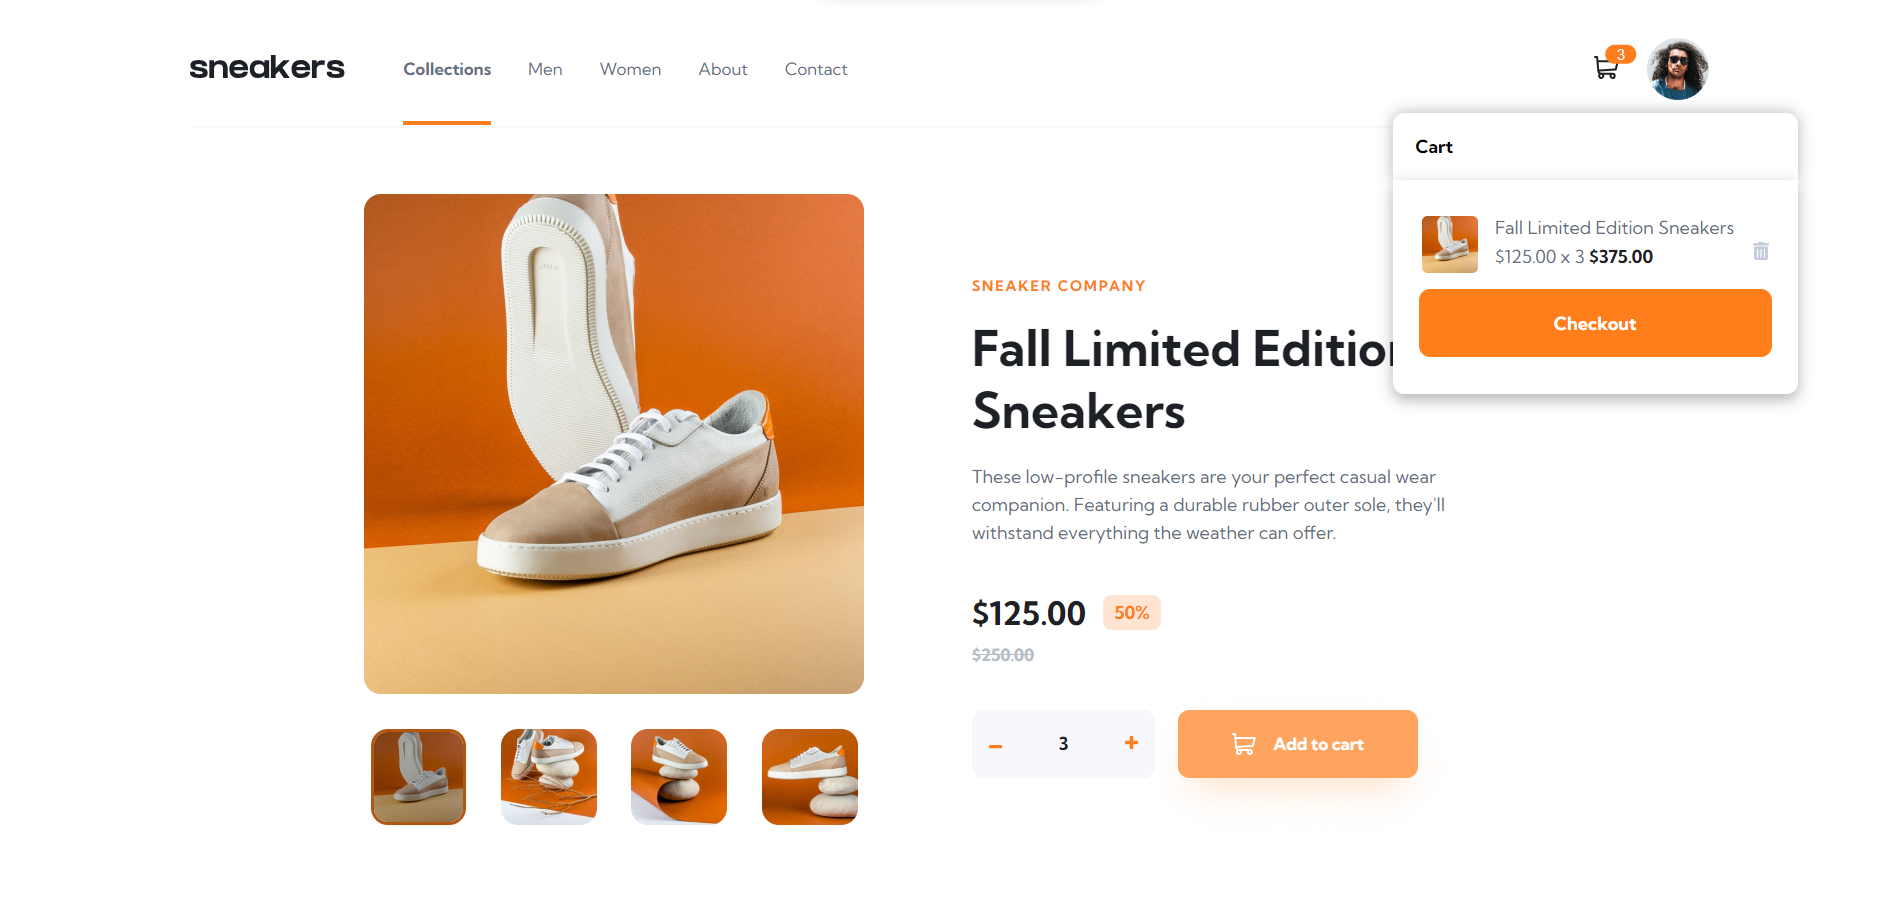 sneakers
Collections Men Women About Contact
3
Cart
Fall Limited Edition Sneakers
$125.00 x 3 $375.00
Checkout
SNEAKER COMPANY
Fall Limited Edition
Sneakers
These low-profile sneakers are your perfect casual wear
companion. Featuring a durable rubber outer sole, they'll
withstand everything the weather can offer.
$125.00 50%
$250.00
3
Add to cart